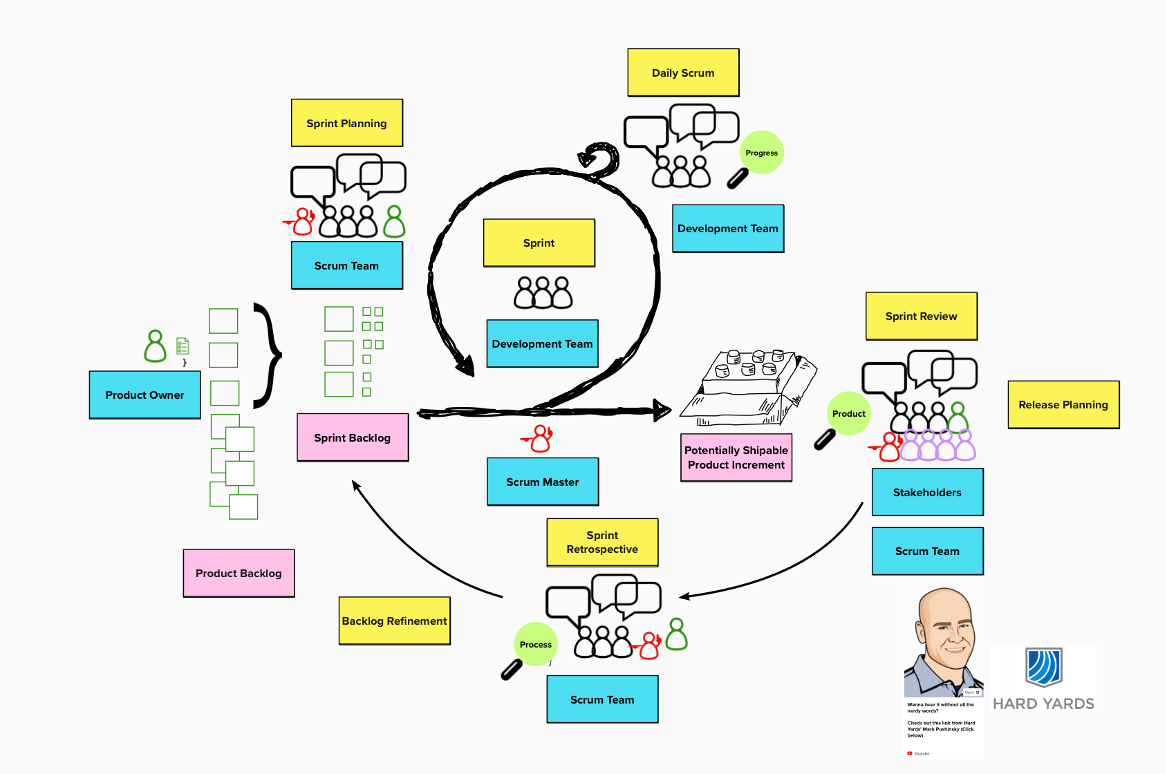 Daily Scrum
Sprint Planning
Progress
Development Team
Sprint
Scrum Team
Sprint Review
Development Team
Product Owner
Release Planning
Product
Sprint Backlog
Potentially Shipable
Product Increment
Scrum Master
Stakeholders
Sprint
Retrospective
Scrum Team
Product Backlog
Backlog Refinement
Process
Scrum Team
Open
HARD YARDS
Wanna hear it without all the
nerdy words?
Check out this link from Hard
Yards' Mark Pushinsky (Click
below)
Youtube